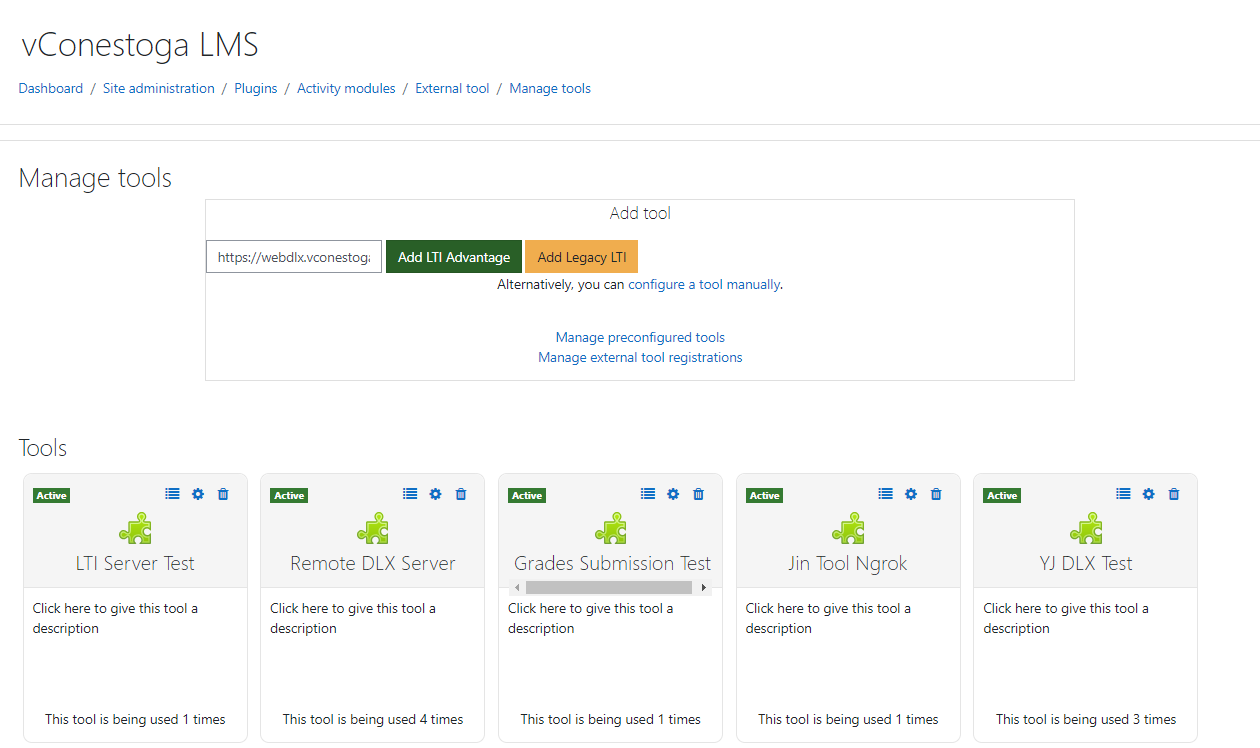 vConestoga LMS
Dashboard / Site administration / Plugins / Activity modules / External tool / Manage tools
Manage tools
Add tool
https://webdlx.vconestoga Add LTI Advantage Add Legacy LTI
Alternatively, you can configure a tool manually.
Manage preconfigured tools
Manage external tool registrations
Tools
Active
LTI Server Test
Click here to give this tool a
description
This tool is being used 1 times
Active
Remote DLX Server
Click here to give this tool a
description
This tool is being used 4 times
Active
Grades Submission Test
Click here to give this tool a
description
This tool is being used 1 times
Active
Jin Tool Ngrok
Click here to give this tool a
description
This tool is being used 1 times
Active
YJ DLX Test
Click here to give this tool a
description
This tool is being used 3 times